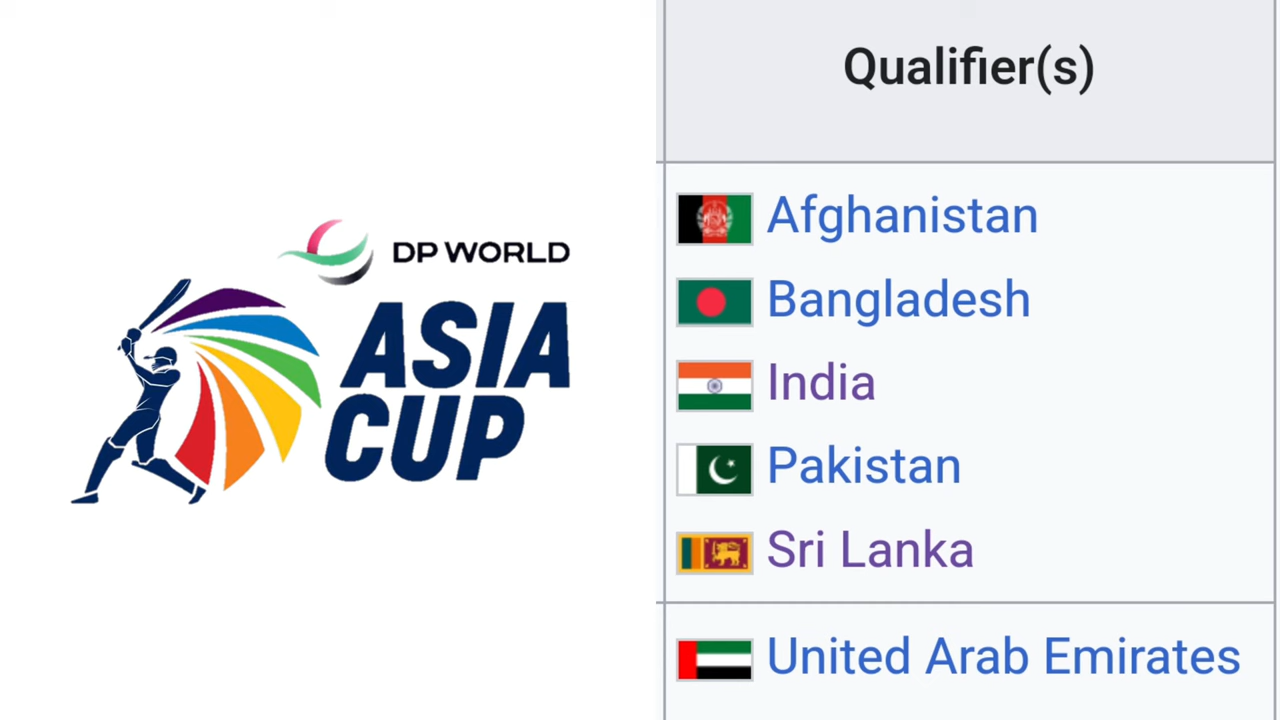 DP WORLD
ASIA
CUP
Qualifier(s)
Afghanistan
Bangladesh
India
Pakistan
Sri Lanka
United Arab Emirates